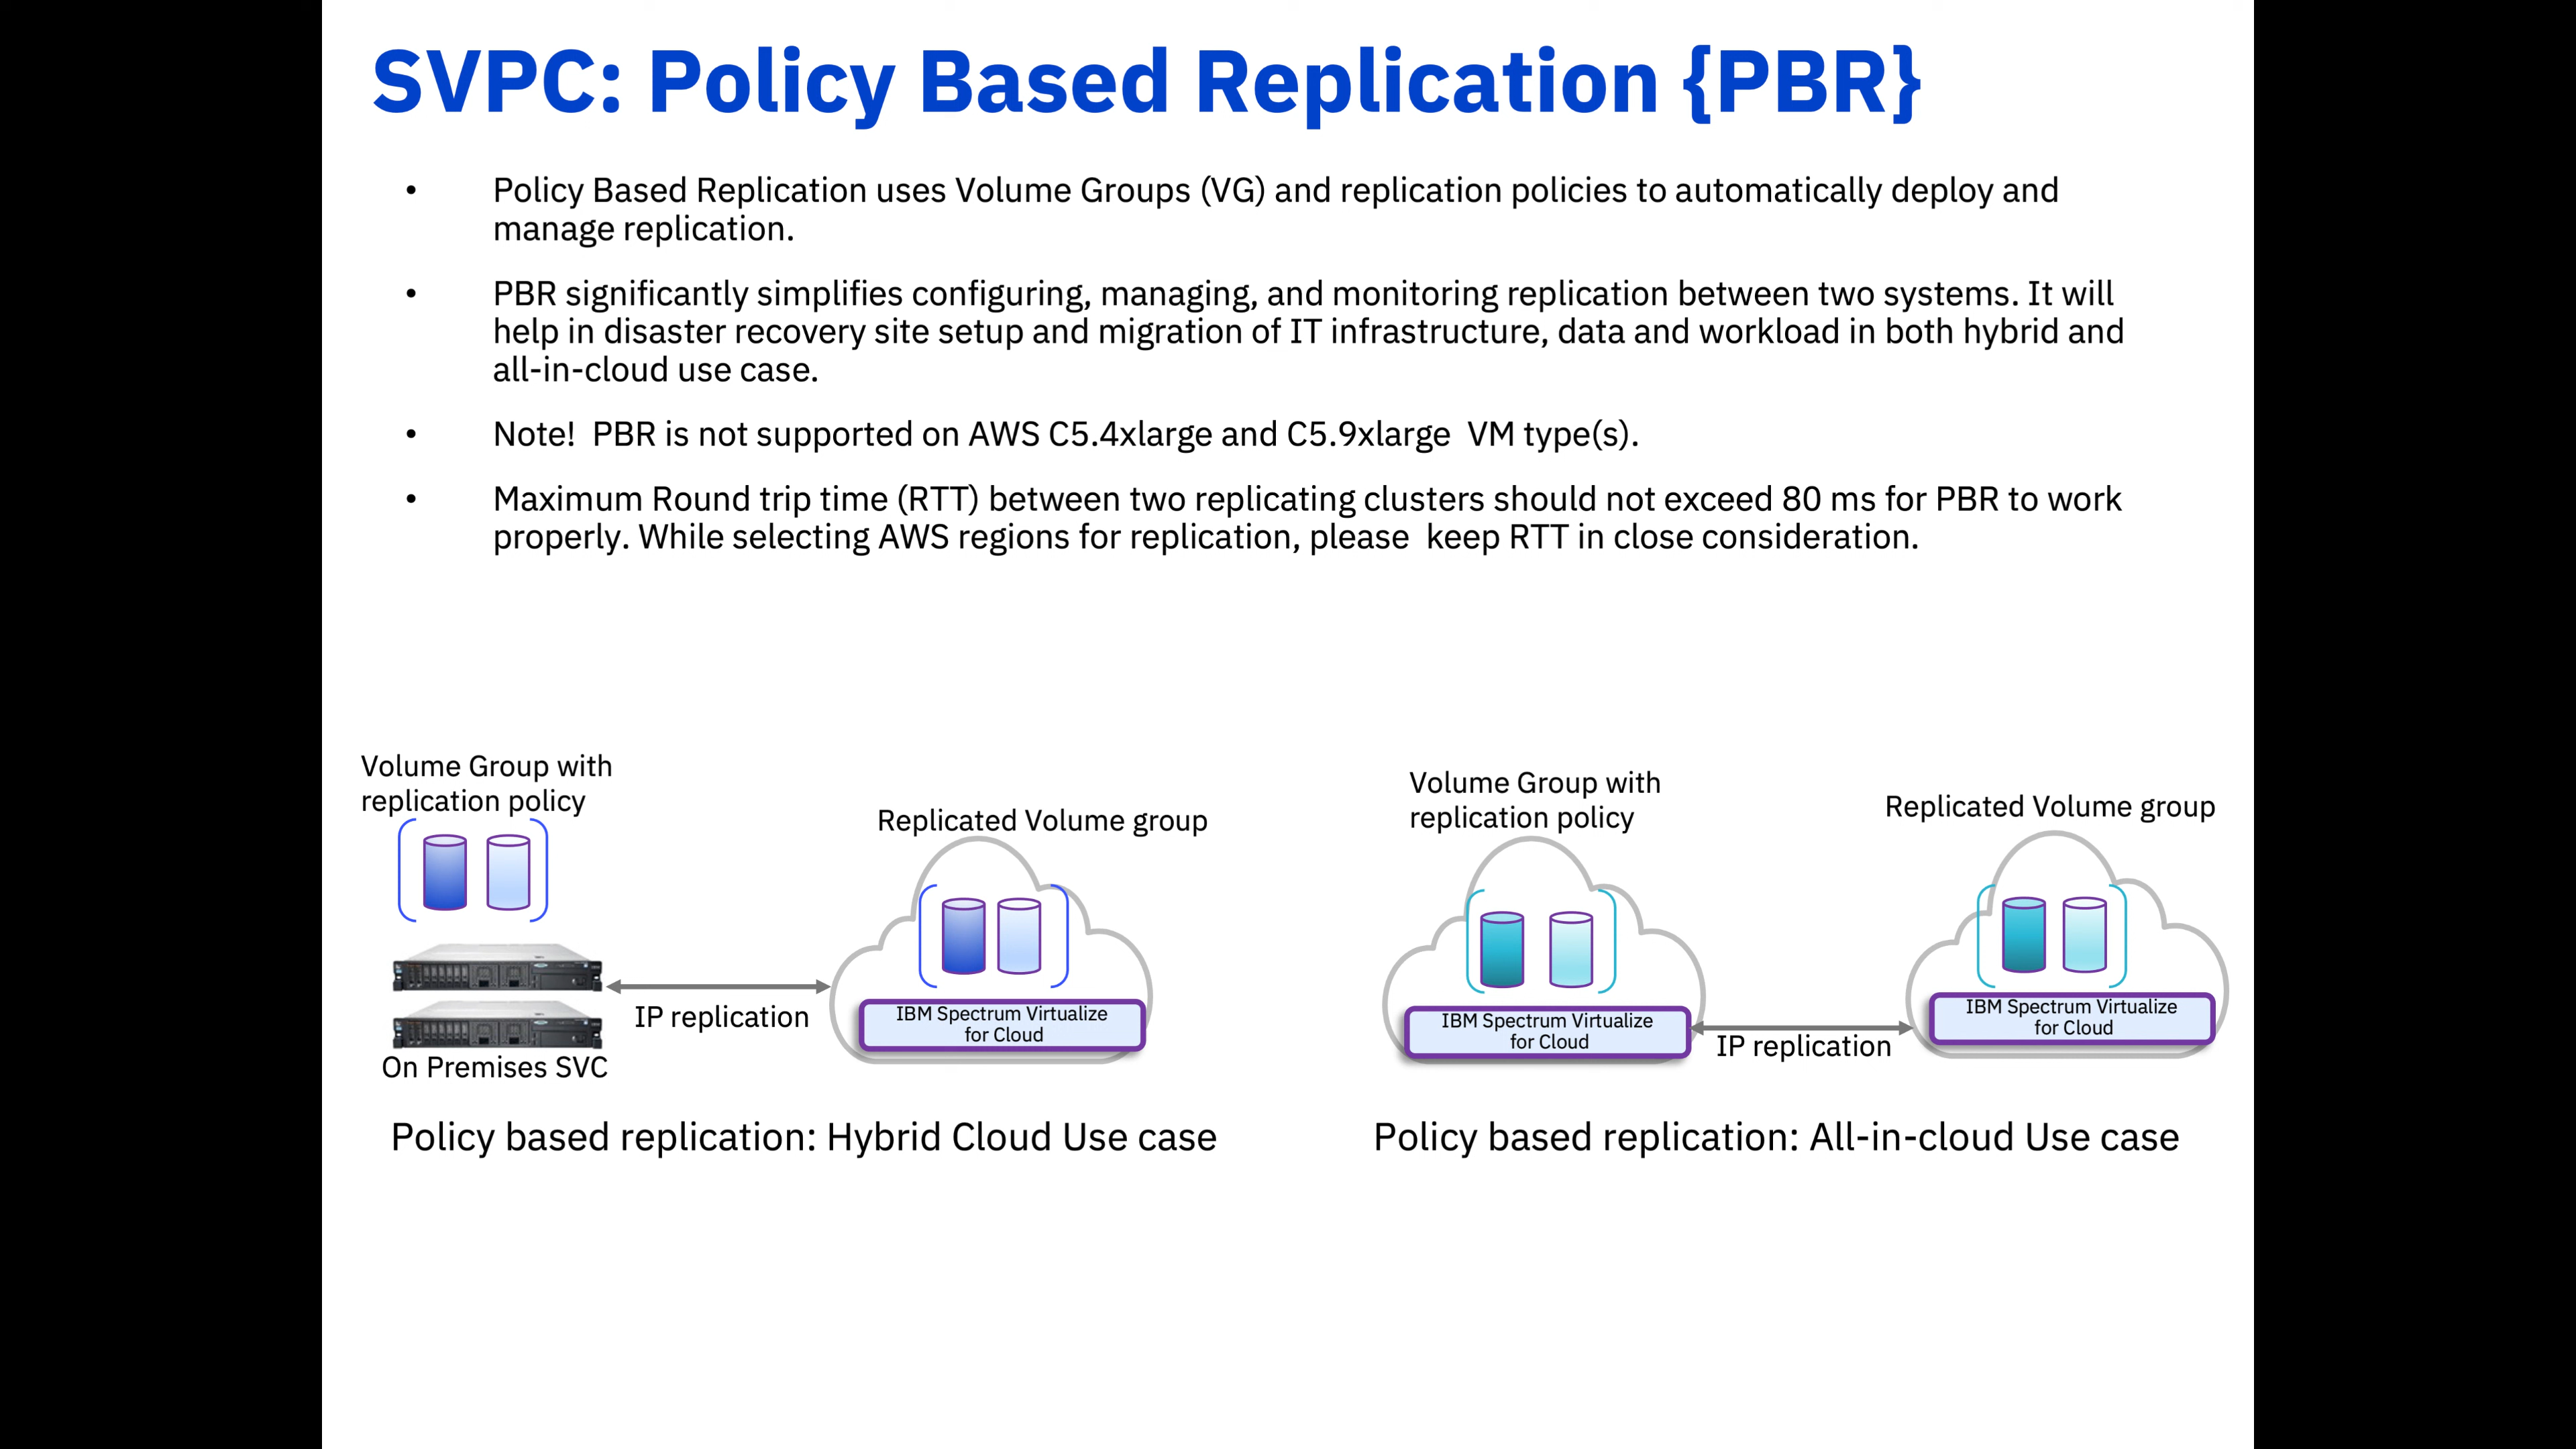 SVPC: Policy Based Replication {PBR}
• Policy Based Replication uses Volume Groups (VG) and replication policies to automatically deploy and
manage replication.
• PBR significantly simplifies configuring, managing, and monitoring replication between two systems. It will
help in disaster recovery site setup and migration of IT infrastructure, data and workload in both hybrid and
all-in-cloud use case.
• Note!  PBR is not supported on AWS C5.4xlarge and C5.9xlarge  VM type(s).
• Maximum Round trip time (RTT) between two replicating clusters should not exceed 80 ms for PBR to work
properly. While selecting AWS regions for replication, please  keep RTT in close consideration.
Volume Group with
replication policy
Replicated Volume group
IP replication
IBM Spectrum Virtualize
for Cloud
On Premises SVC
Policy based replication: Hybrid Cloud Use case
Volume Group with
replication policy
Replicated Volume group
IBM Spectrum Virtualize
for Cloud
IP replication
IBM Spectrum Virtualize
for Cloud
Policy based replication: All-in-cloud Use case